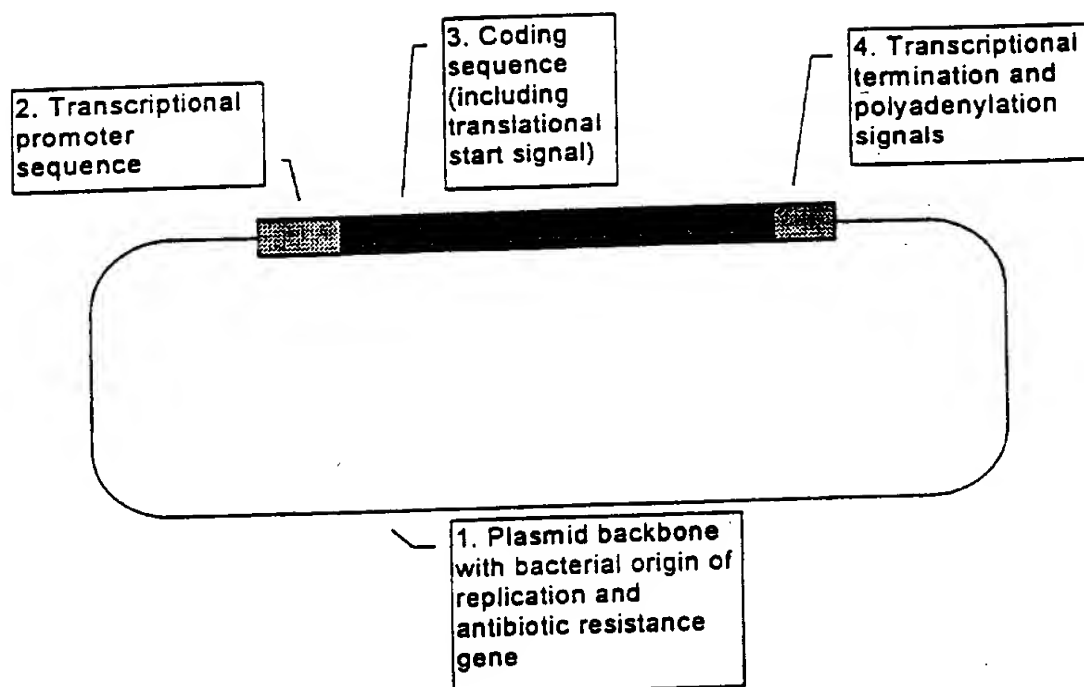 2. Transcriptional
promoter
sequence
3. Coding
sequence
(including
translational
start signal)
4. Transcriptional
termination and
polyadenylation
signals
1. Plasmid backbone
with bacterial origin of
replication and
antibiotic resistance
gene